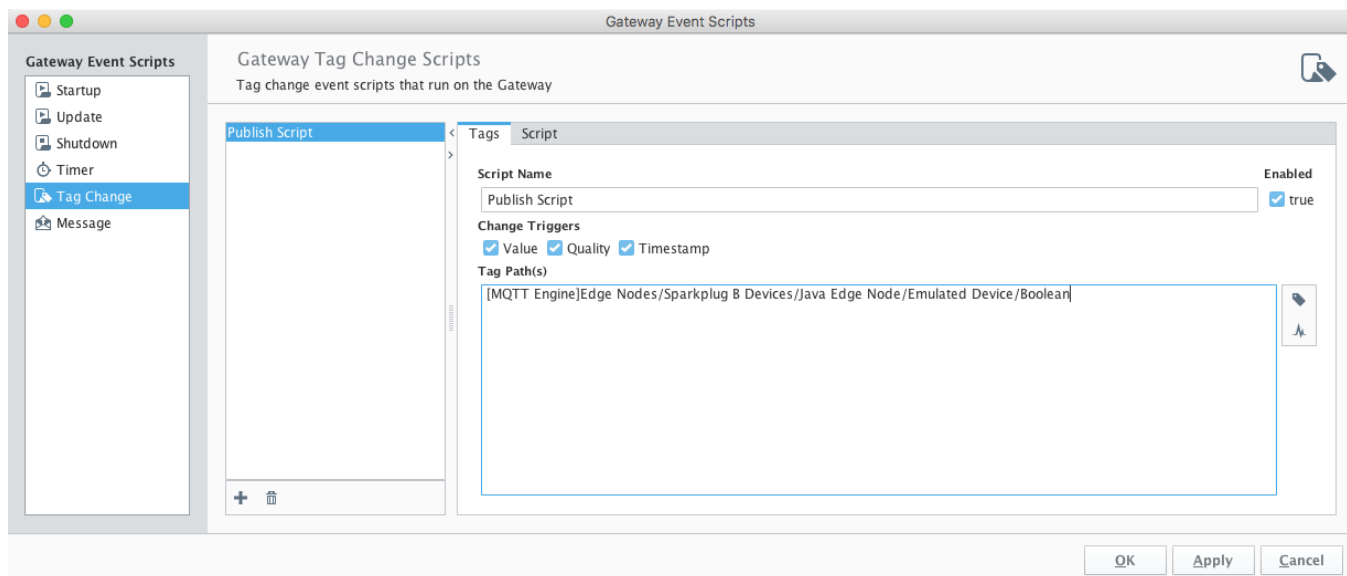 Gateway Event Scripts
Gateway Event Scripts
Startup
Update
Shutdown
Timer
Tag Change
Message
Gateway Tag Change Scripts
Tag change event scripts that run on the Gateway
Publish Script
< Tags Script
>
Script Name Enabled
Publish Script true
Change Triggers
Value Quality Timestamp
Tag Path(s)
[MQTT Engine]Edge Nodes/Sparkplug B Devices/Java Edge Node/Emulated Device/Boolean
OK Apply Cancel